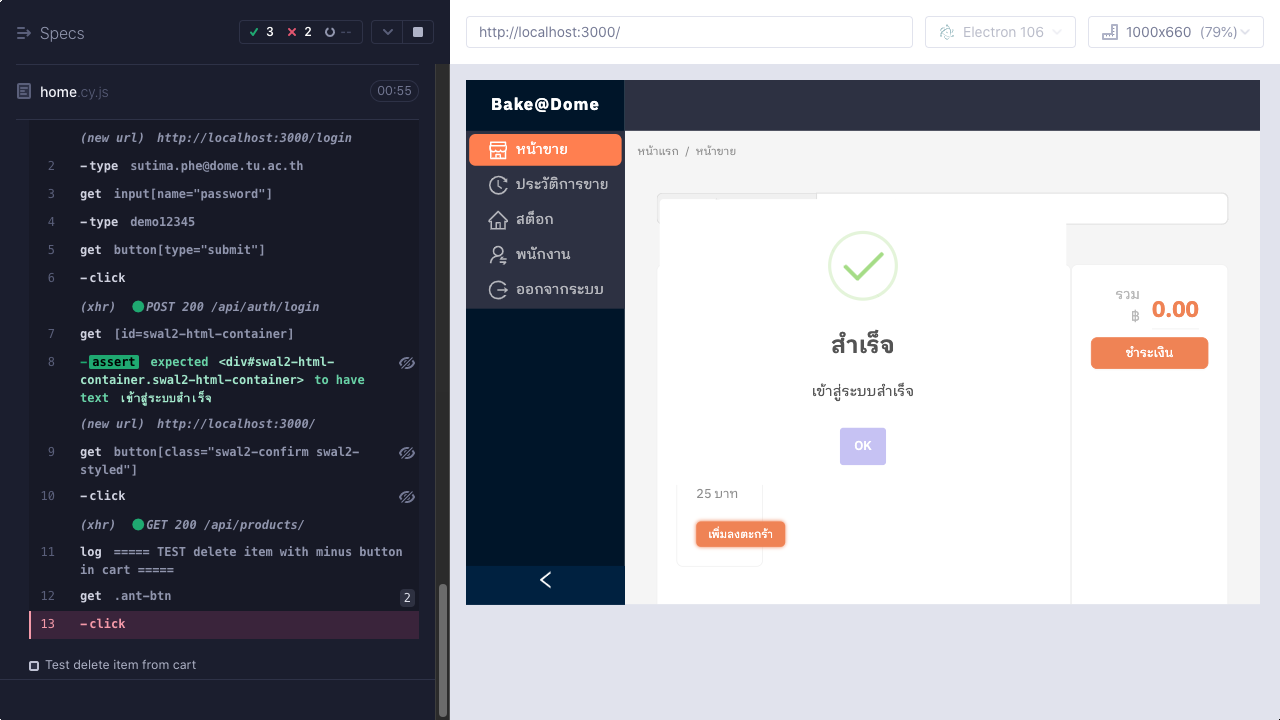 Specs
3 2 --
home.cy.js 00:55
(new url) http://localhost:3000/login
2 -type sutima.phe@dome.tu.ac.th
3 get input[name="password"]
4 -type demo12345
5 get button[type="submit"]
6 -click
(xhr) POST 200 /api/auth/login
7 get [id=swal2-html-container]
8 -assert expected <div#swal2-html-
container.swal2-html-container> to have
text เข้าสู่ระบบสำเร็จ
(new url) http://localhost:3000/
9 get button[class="swal2-confirm swal2-
styled"]
10 -click
(xhr) GET 200 /api/products/
11 log ===== TEST delete item with minus button
in cart =====
12 get .ant-btn 2
13 -click
Test delete item from cart
http://localhost:3000/
Electron 106
1000x660 (79%)
Bake@Dome
หน้าขาย
ประวัติการขาย
สต็อก
พนักงาน
ออกจากระบบ
หน้าแรก / หน้าขาย
สำเร็จ
เข้าสู่ระบบสำเร็จ
OK
25 บาท
เพิ่มลงตะกร้า
รวม
฿ 0.00
ชำระเงิน